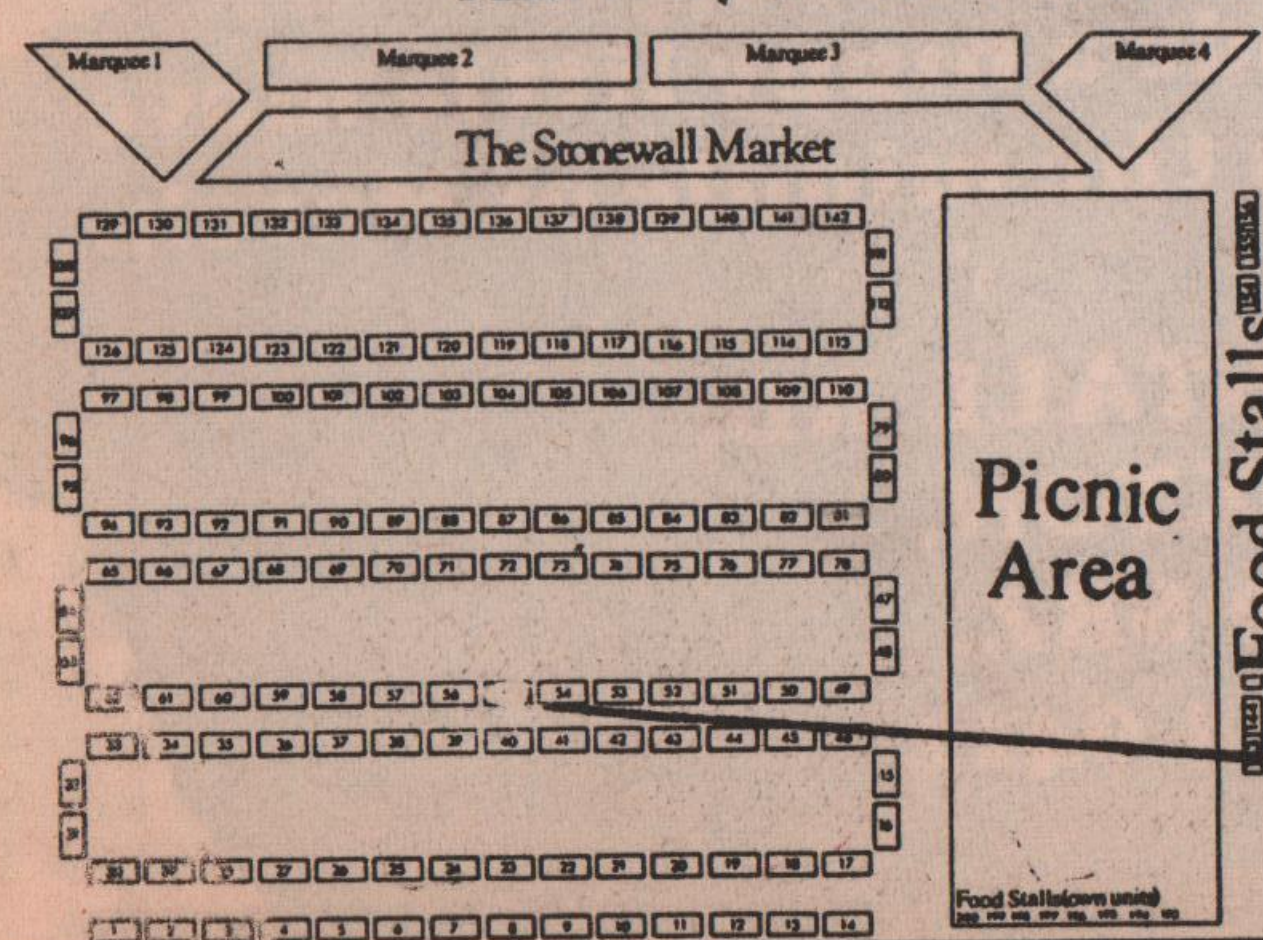 Marquee 1
Marquee 2
Marquee 3
Marquee 4
The Stonewall Market
129 130 131 132 133 134 135 136 137 138 139 140 141 142
126 125 124 123 122 121 120 119 118 117 116 115 114 113
97 98 99 100 101 102 103 104 105 106 107 108 109 110
94 93 92 91 90 89 88 87 86 85 84 83 82 81
65 66 67 68 69 70 71 72 73 74 75 76 77 78
47
48
61 60 59 58 57 56 54 53 52 51 50 49
33 34 35 36 37 38 39 40 41 42 43 44 45 46
15
16
27 26 25 24 23 22 21 20 19 18 17
1 2 3 4 5 6 7 8 9 10 11 12 13 14
Picnic
Area
Food Stalls
154 155 156
Food Stalls(own units)